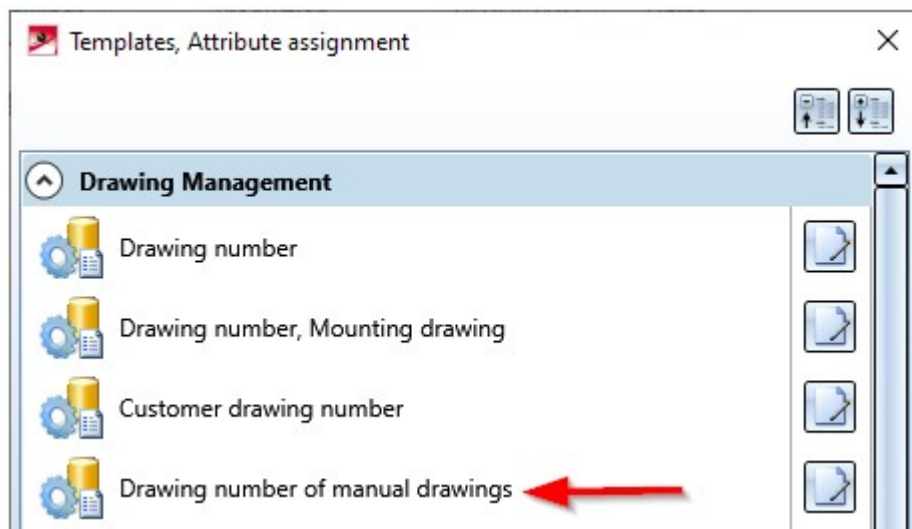 Templates, Attribute assignment
Drawing Management
Drawing number
Drawing number, Mounting drawing
Customer drawing number
Drawing number of manual drawings